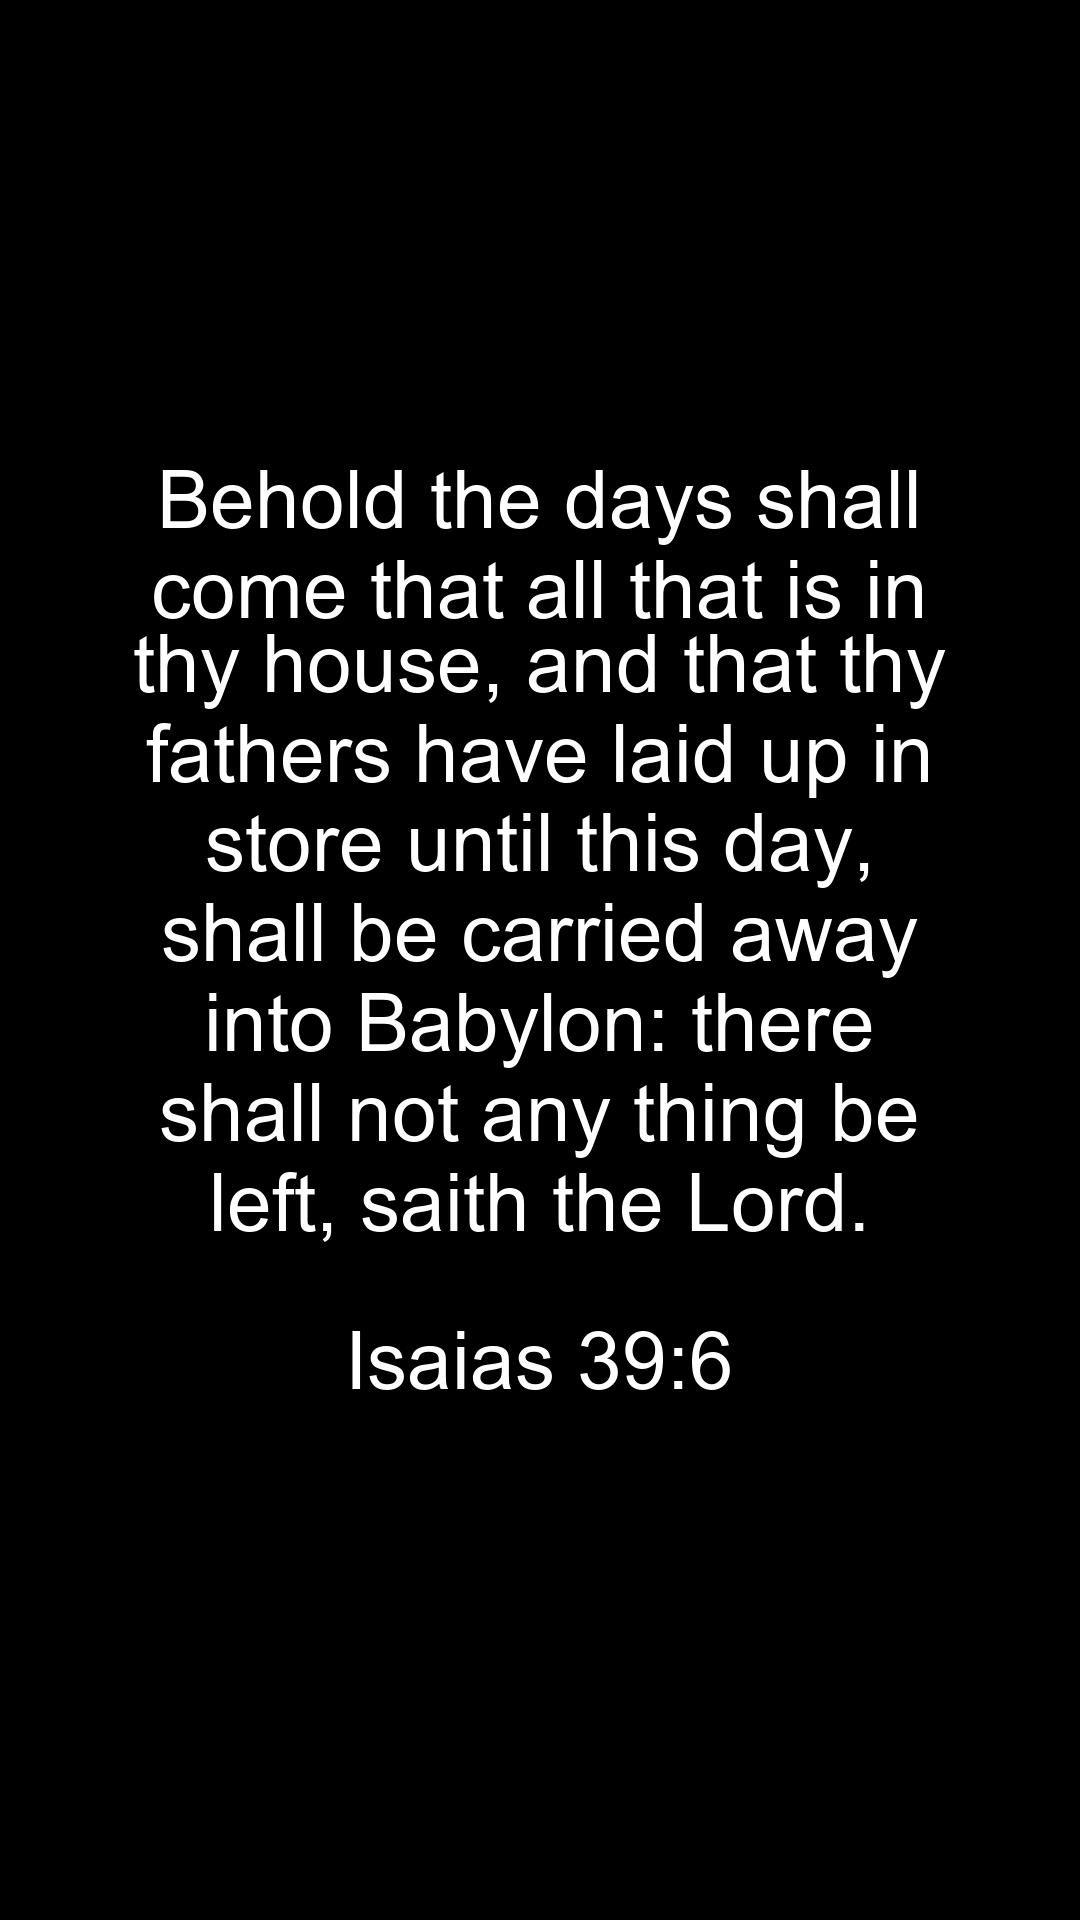 Behold the days shall
come that all that is in
thy house, and that thy
fathers have laid up in
store until this day,
shall be carried away
into Babylon: there
shall not any thing be
left, saith the Lord.
Isaias 39:6